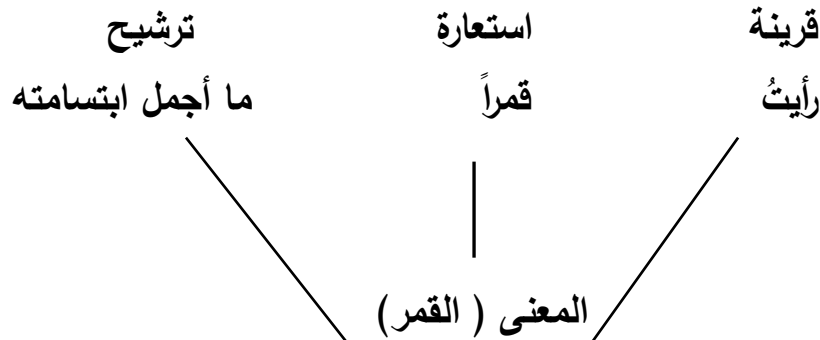 قرينة استعارة ترشيح
رأيتُ قمراً ما أجمل ابتسامته
المعنى ( القمر)